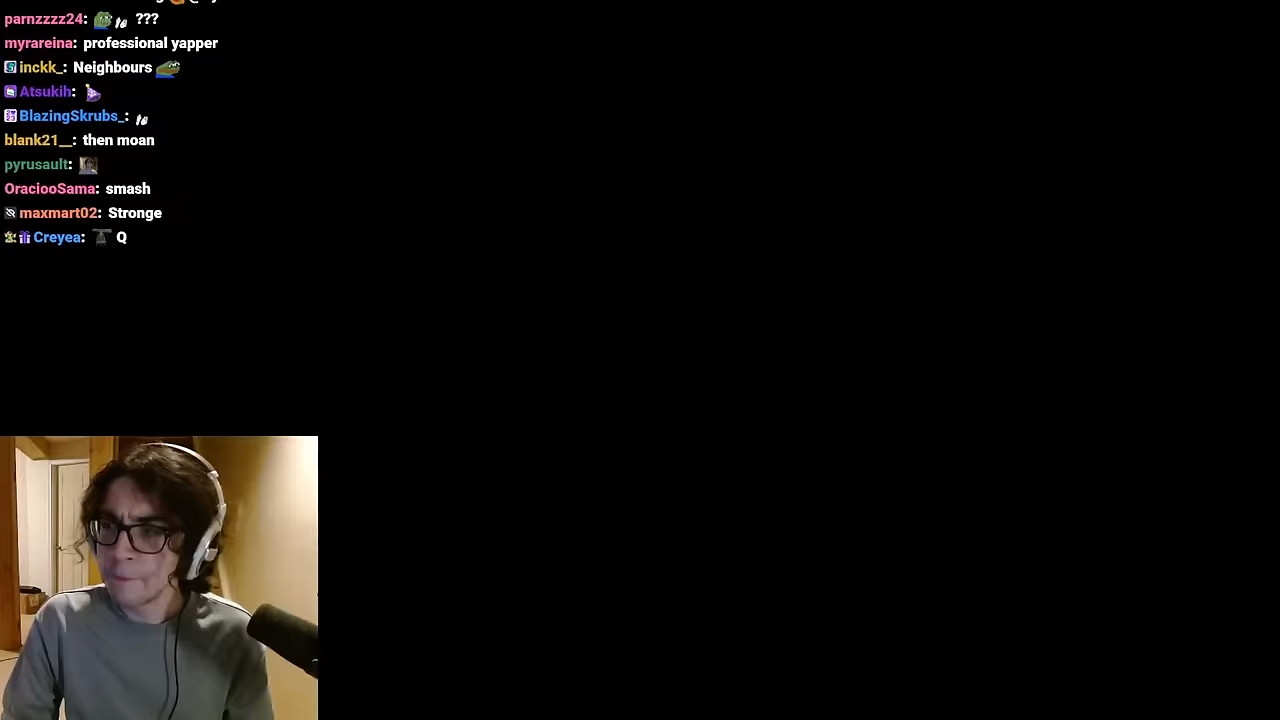 parnzzzz24: ???
myrareina: professional yapper
inckk_: Neighbours
Atsukih:
BlazingSkrubs_:
blank21__: then moan
pyrusault:
OraciooSama: smash
maxmart02: Stronge
Creyea: Q